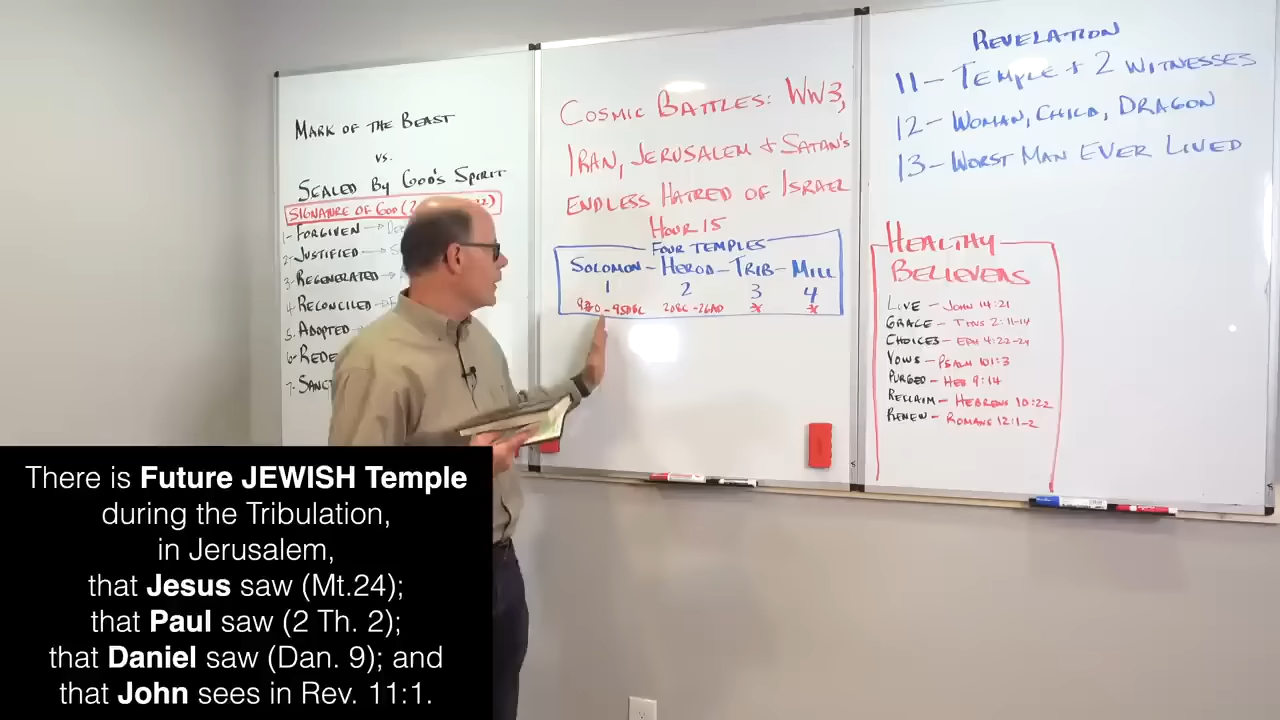 MARK OF THE BEAST
VS.
SEALED BY GOD'S SPIRIT
SIGNATURE OF GOD
1-FORGIVEN
2-JUSTIFIED
3-REGENERATED
4-RECONCILED
5-ADOPTED
6-REDE
7-SANCT
COSMIC BATTLES: WW3,
IRAN, JERUSALEM + SATAN'S
ENDLESS HATRED OF ISRAEL
HOUR 15
FOUR TEMPLES
SOLOMON-HEROD-TRIB-MILL
1 2 3 4
20BC-26AD * *
REVELATION
11-TEMPLE + 2 WITNESSES
12-WOMAN, CHILD, DRAGON
13-WORST MAN EVER LIVED
HEALTHY
BELIEVERS
LIVE - JOHN 14:21
GRACE - TITUS 2:11-14
CHOICES - EPH 4:22-24
VOWS - PSALM 101:3
PURGED - HEB 9:14
RECLAIM - HEBREWS 10:22
RENEW - ROMANS 12:1-2
There is Future JEWISH Temple
during the Tribulation,
in Jerusalem,
that Jesus saw (Mt.24);
that Paul saw (2 Th. 2);
that Daniel saw (Dan. 9); and
that John sees in Rev. 11:1.